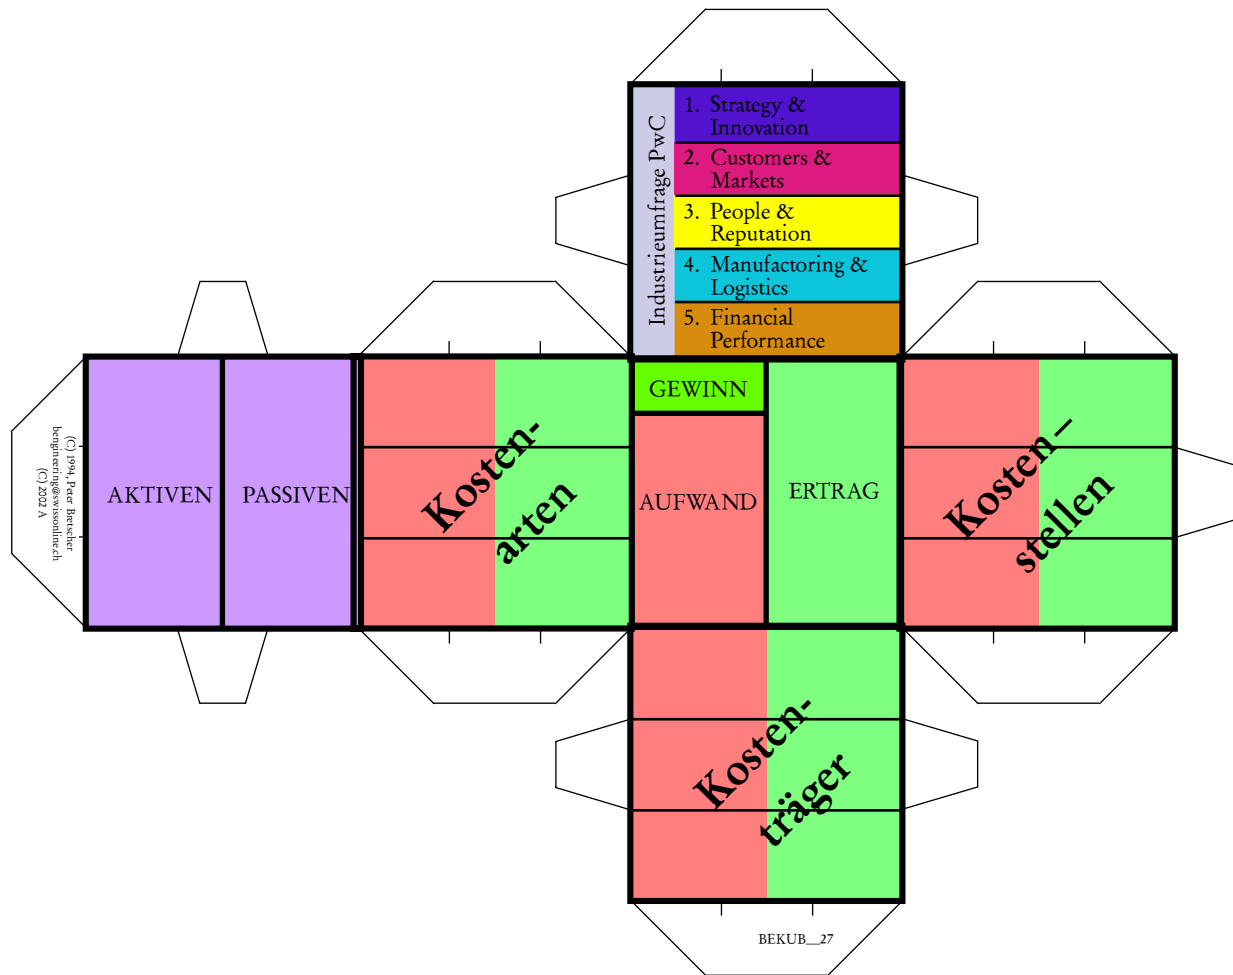 Industrieumfrage PwC
1. Strategy &
Innovation
2. Customers &
Markets
3. People &
Reputation
4. Manufactoring &
Logistics
5. Financial
Performance
(C) 1994, Peter Bretscher
bengineering@swissonline.ch
(C) 2002 A
AKTIVEN
PASSIVEN
Kosten-
arten
GEWINN
AUFWAND
ERTRAG
Kosten–
stellen
Kosten-
träger
BEKUB__27